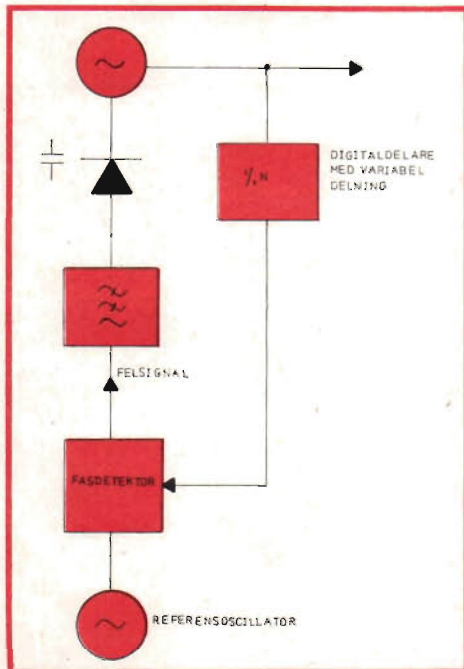 %N
DIGITALDELARE
MED VARIABEL
DELNING
FELSIGNAL
FASDETEKTOR
REFERENSOSCILLATOR